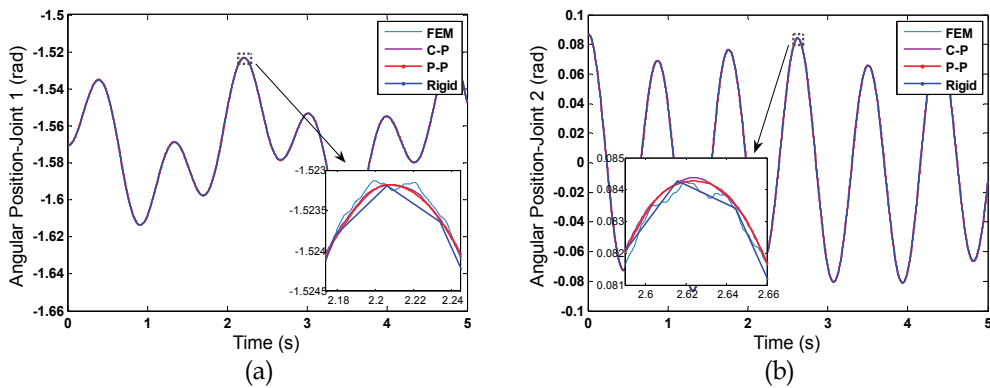 Angular Position-Joint 1 (rad)
-1.5
-1.52
-1.54
-1.56
-1.58
-1.6
-1.62
-1.64
-1.66
0 1 2 3 4 5
Time (s)
FEM
C-P
P-P
Rigid
-1.523
-1.5235
-1.524
-1.5245
2.18 2.2 2.22 2.24
(a)
Angular Position-Joint 2 (rad)
0.1
0.08
0.06
0.04
0.02
0
-0.02
-0.04
-0.06
-0.08
-0.1
0 1 2 3 4 5
Time (s)
FEM
C-P
P-P
Rigid
0.085
0.084
0.083
0.082
0.081
2.6 2.62 2.64 2.66
(b)